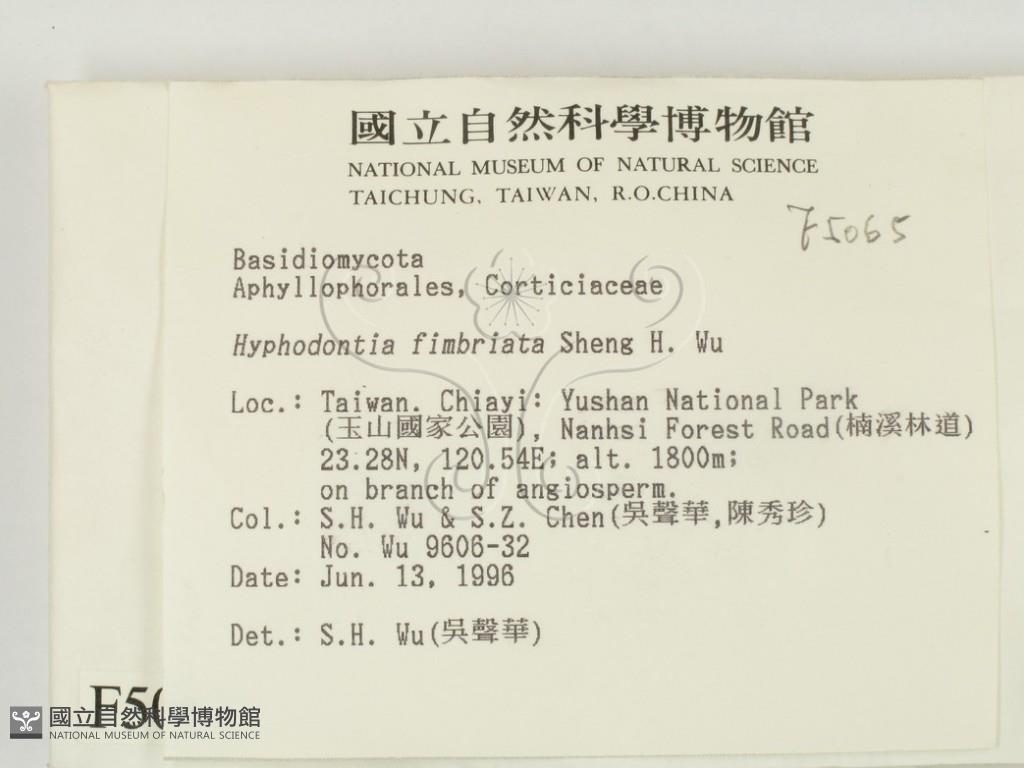 國立自然科學博物館
NATIONAL MUSEUM OF NATURAL SCIENCE
TAICHUNG, TAIWAN, R.O.CHINA
F5065
Basidiomycota
Aphyllophorales, Corticiaceae
Hyphodontia fimbriata Sheng H. Wu
Loc.: Taiwan. Chiayi: Yushan National Park
(玉山國家公園), Nanhsi Forest Road(楠溪林道)
23.28N, 120.54E; alt. 1800m;
on branch of angiosperm.
Col.: S.H. Wu & S.Z. Chen(吳聲華,陳秀珍)
No. Wu 9606-32
Date: Jun. 13, 1996
Det.: S.H. Wu(吳聲華)
F50
國立自然科學博物館
NATIONAL MUSEUM OF NATURAL SCIENCE